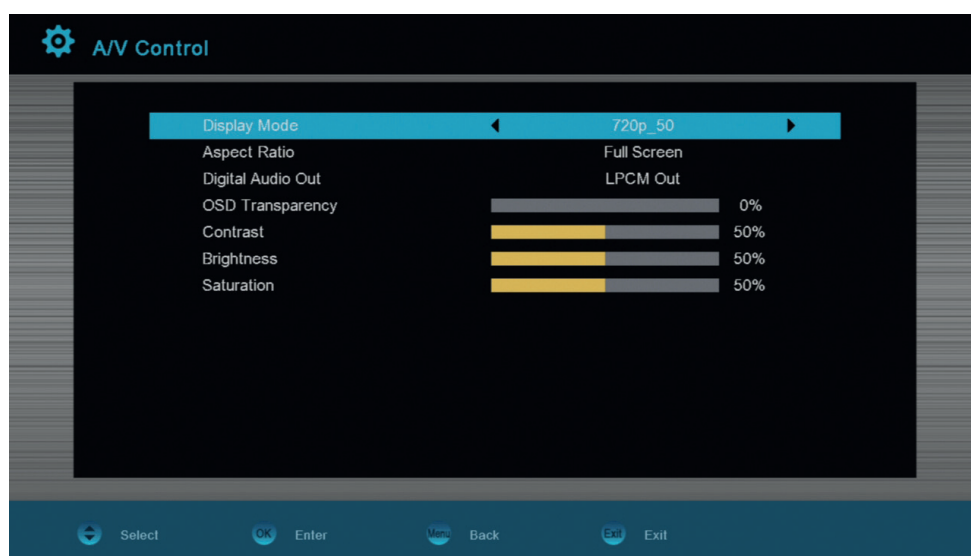 A/V Control
Display Mode 720p_50
Aspect Ratio Full Screen
Digital Audio Out LPCM Out
OSD Transparency 0%
Contrast 50%
Brightness 50%
Saturation 50%
Select OK Enter Menu Back Exit Exit